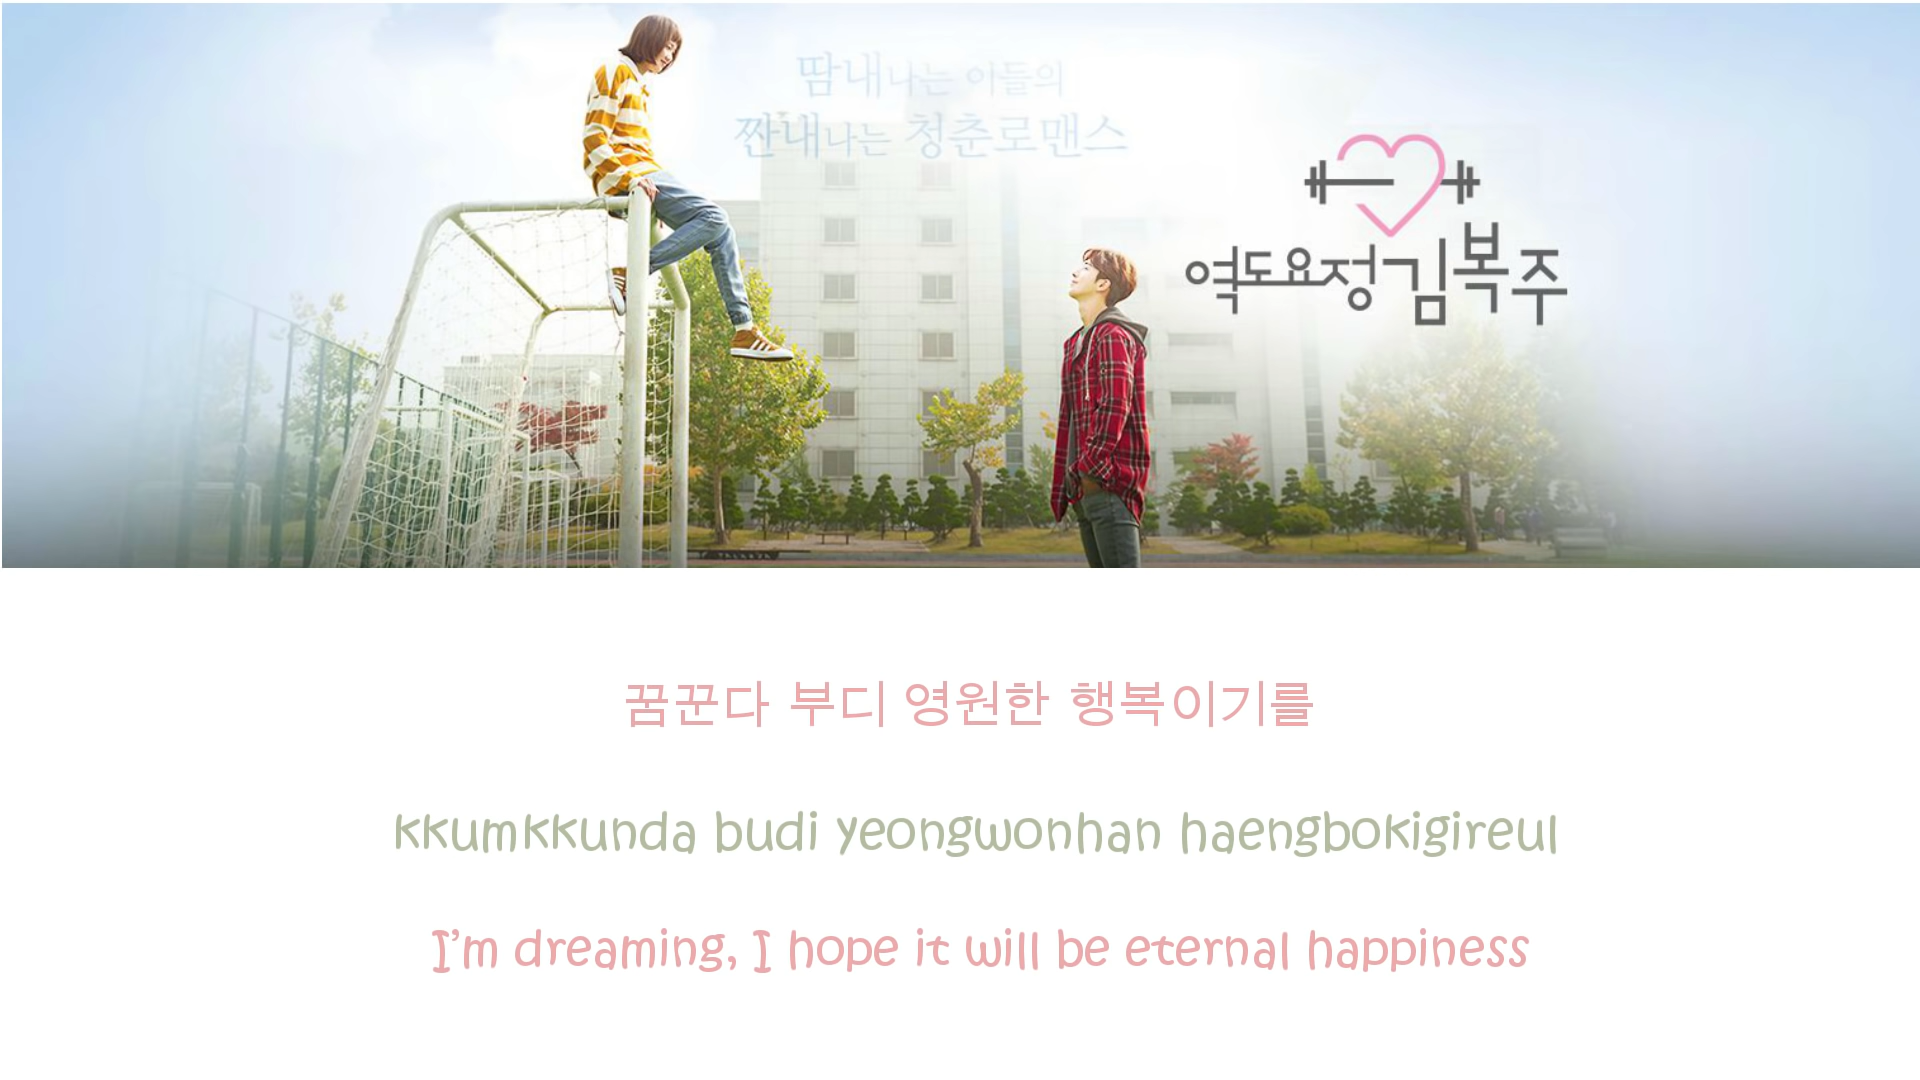 땀내나는 아이들의
짠내나는 청춘로맨스
역도요정김복주
꿈꾼다 부디 영원한 행복이기를
kkumkkunda budi yeongwonhan haengbokigireul
I'm dreaming, I hope it will be eternal happiness